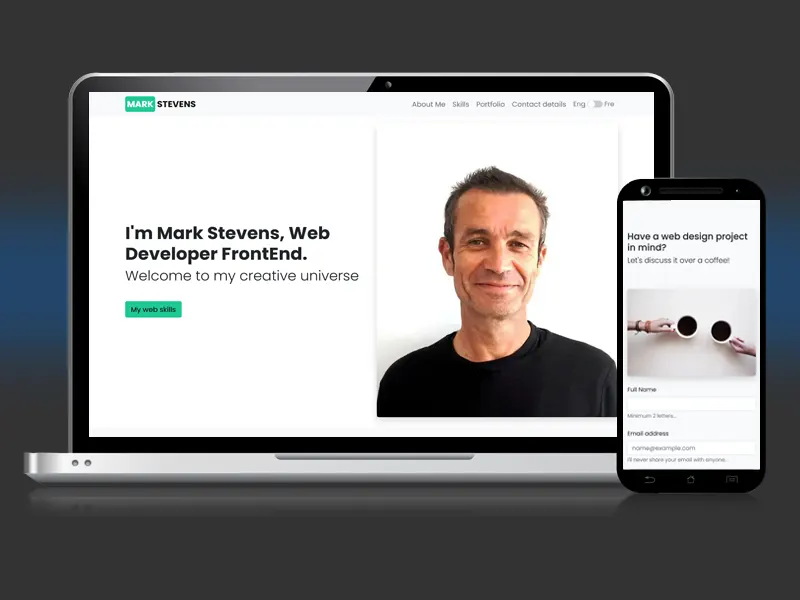 MARK STEVENS
About Me Skills Portfolio Contact details Eng Fre
I'm Mark Stevens, Web
Developer FrontEnd.
Welcome to my creative universe
My web skills
Have a web design project
in mind?
Let's discuss it over a coffee!
Full Name
Minimum 2 letters...
Email address
name@example.com
I'll never share your email with anyone...